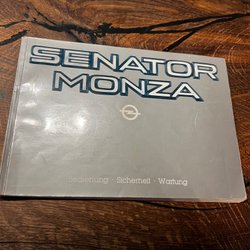 SENATOR
MONZA
Bedienung · Sicherheit · Wartung